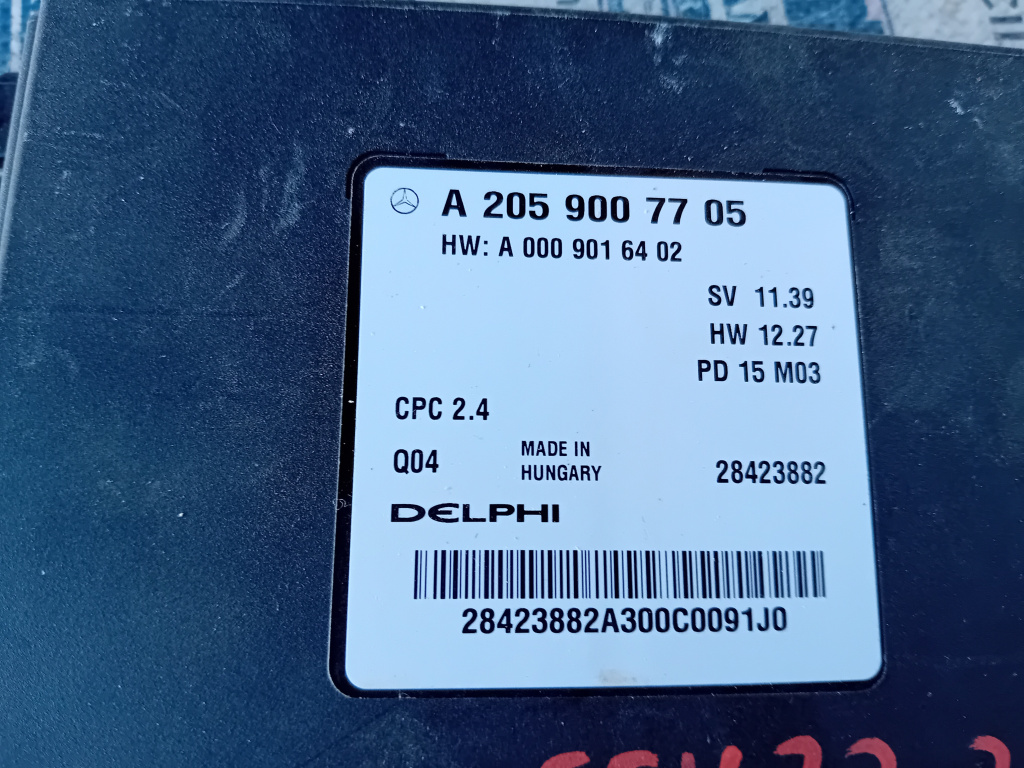 A 205 900 77 05
HW: A 000 901 64 02
SV 11.39
HW 12.27
PD 15 M03
CPC 2.4
Q04
MADE IN
HUNGARY
28423882
DELPHI
28423882A300C0091J0